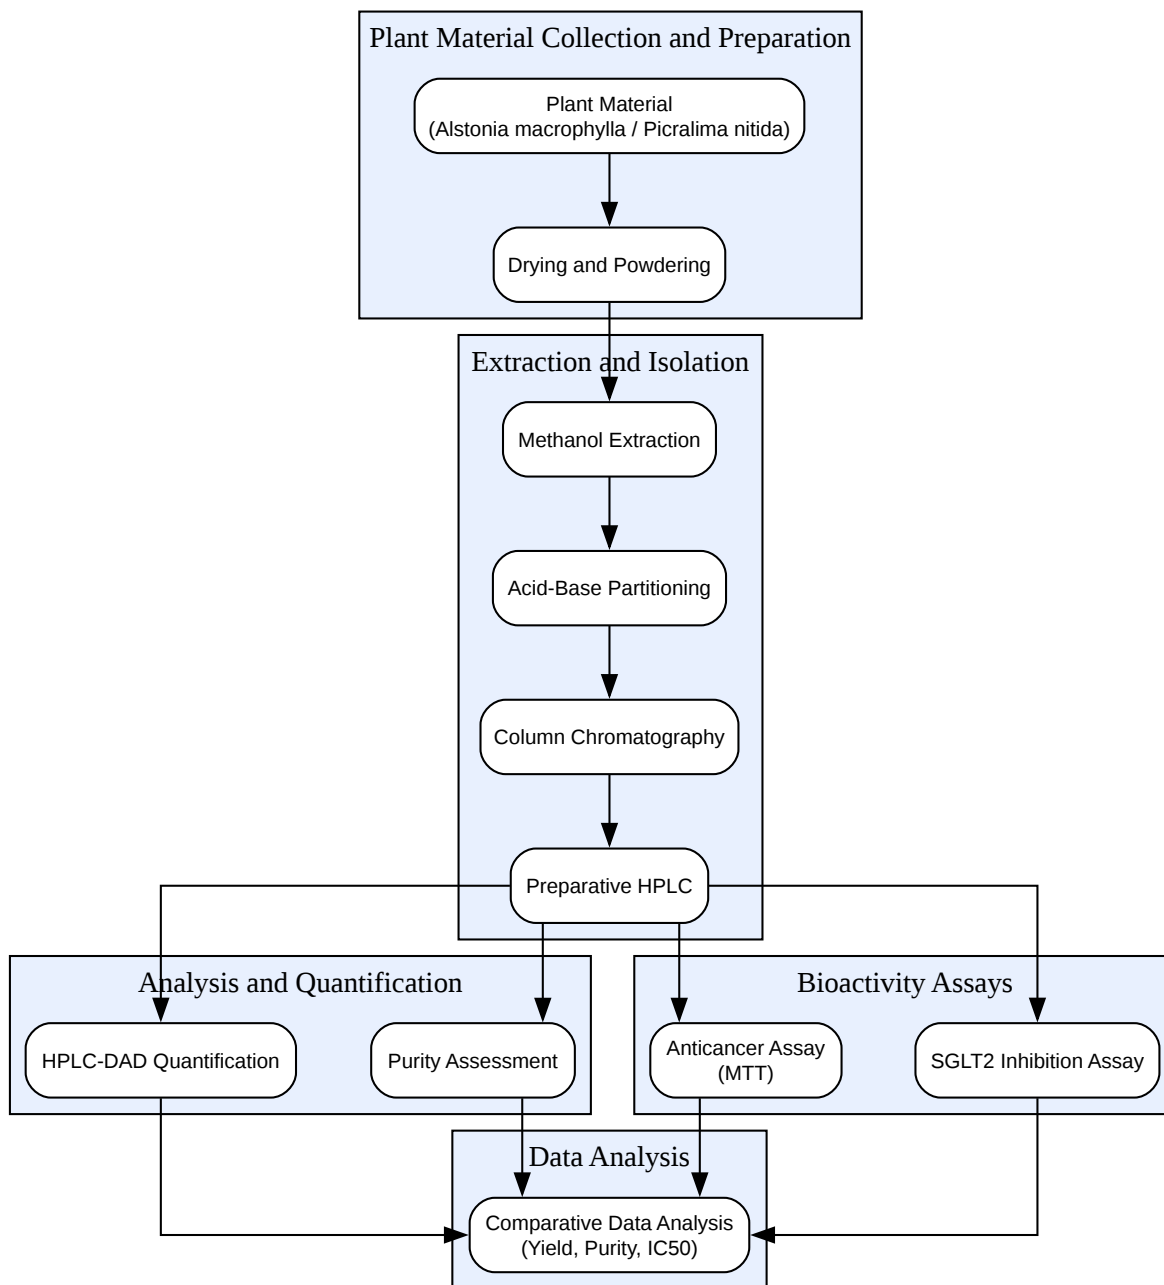 Plant Material Collection and Preparation
Plant Material
(Alstonia macrophylla / Picralima nitida)
Drying and Powdering
Extraction and Isolation
Methanol Extraction
Acid-Base Partitioning
Column Chromatography
Preparative HPLC
Analysis and Quantification
HPLC-DAD Quantification
Purity Assessment
Bioactivity Assays
Anticancer Assay
(MTT)
SGLT2 Inhibition Assay
Data Analysis
Comparative Data Analysis
(Yield, Purity, IC50)